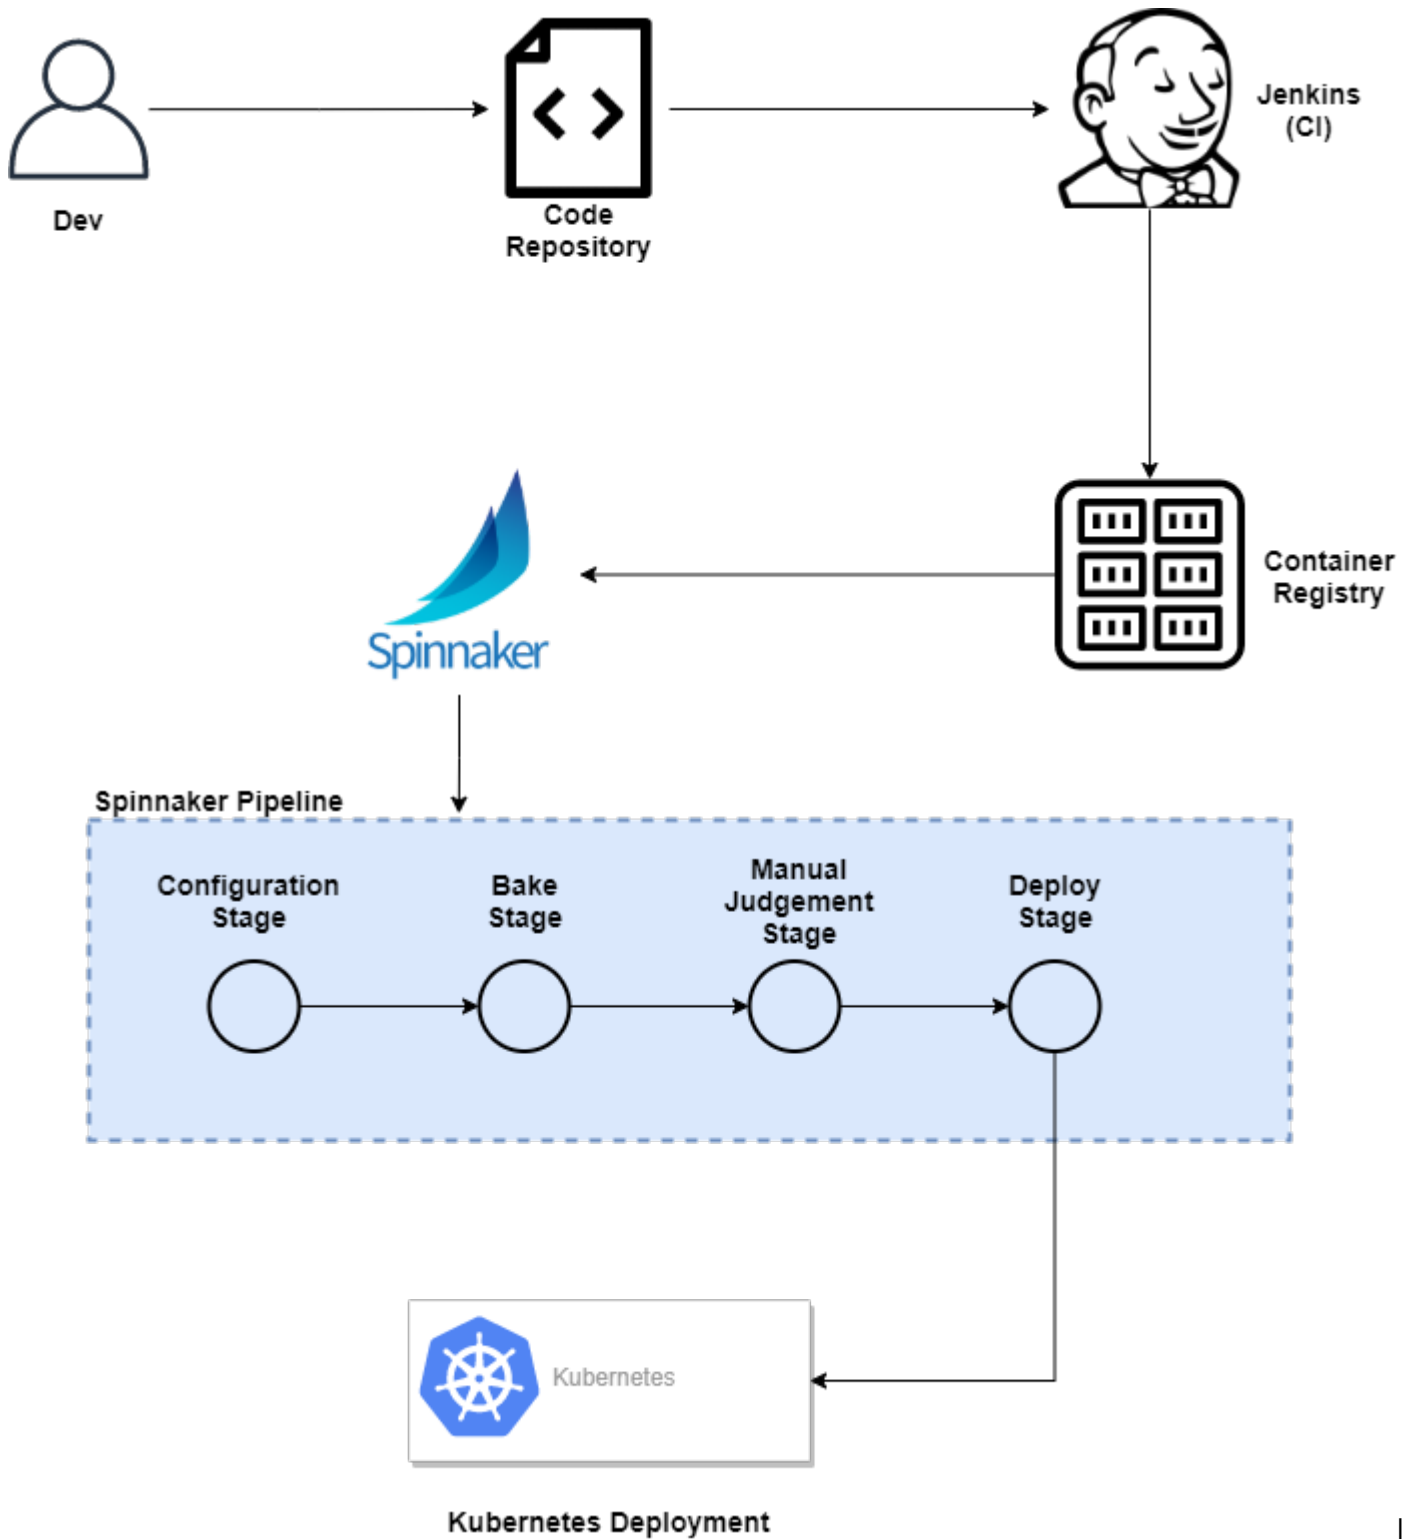 Jenkins
(CI)
Dev
Code
Repository
Container
Registry
Spinnaker
Spinnaker Pipeline
Configuration
Stage
Bake
Stage
Manual
Judgement
Stage
Deploy
Stage
Kubernetes
Kubernetes Deployment